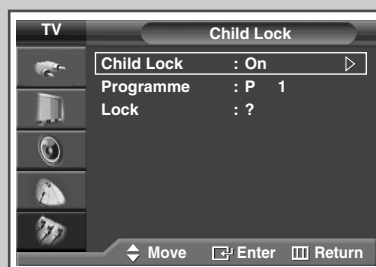 TV Child Lock
Child Lock : On
Programme : P 1
Lock : ?
Move Enter Return